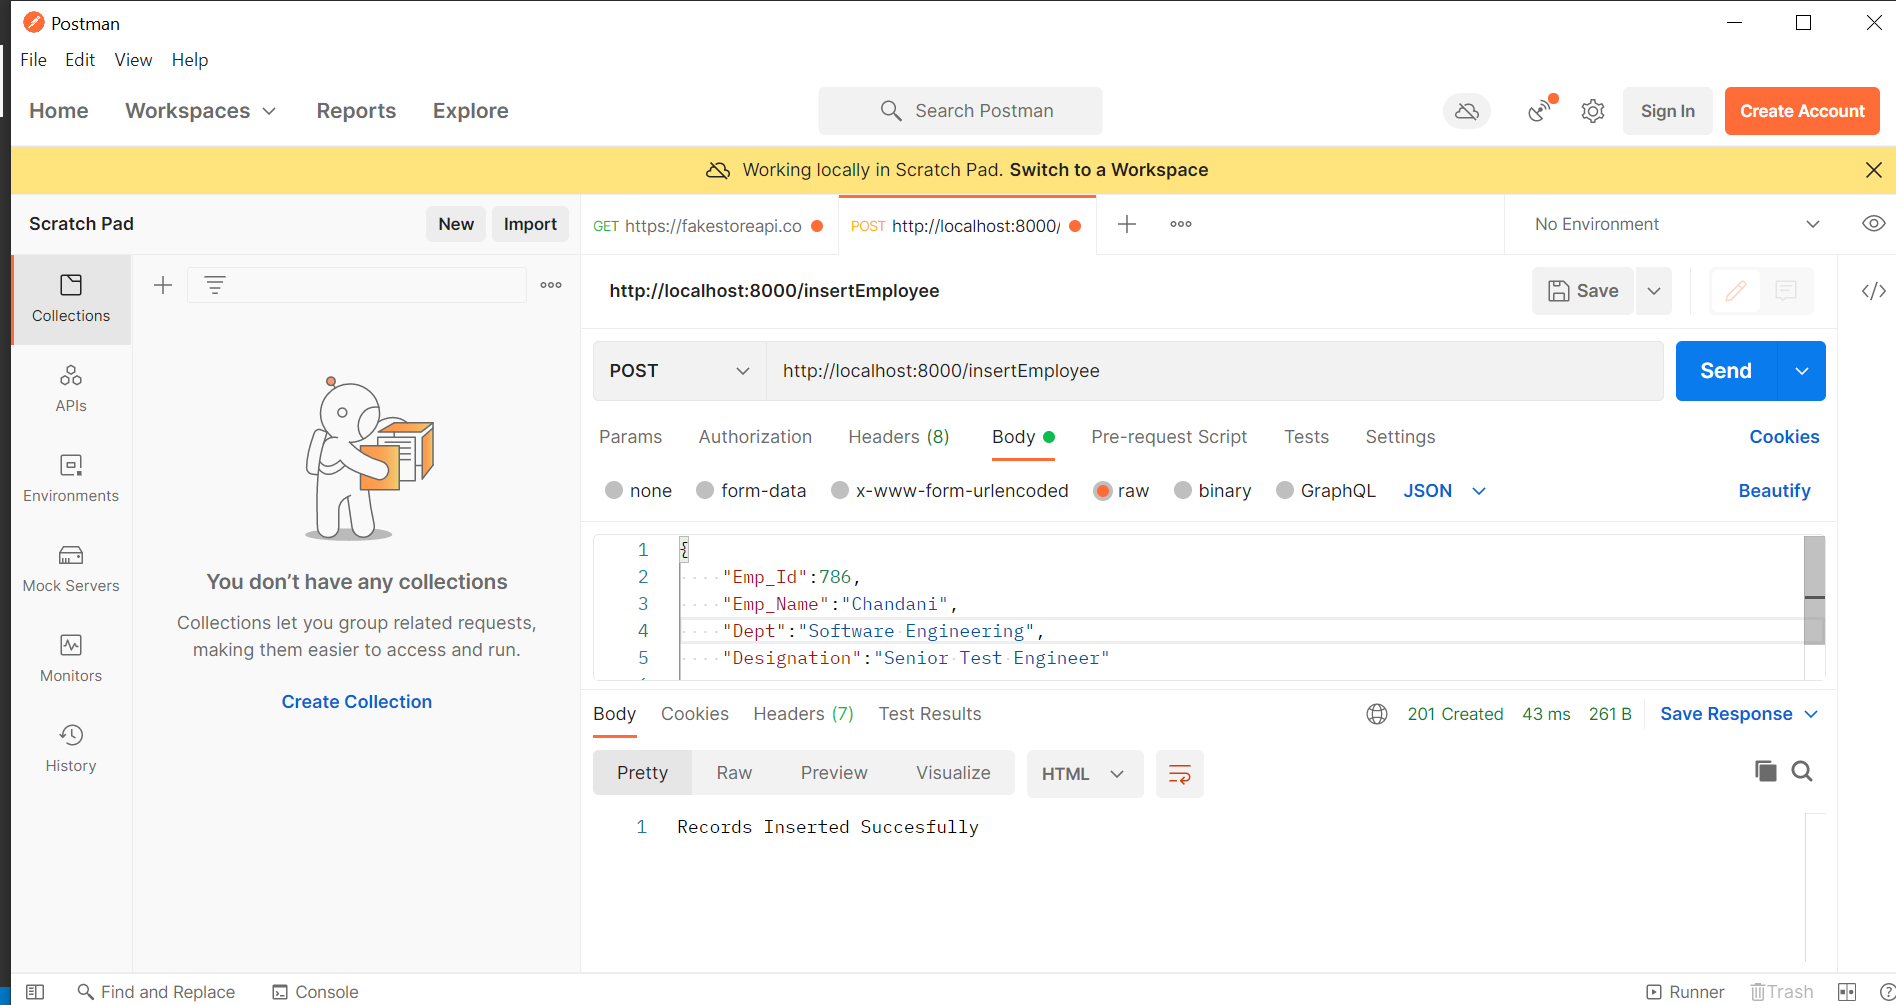 Postman
File Edit View Help
Home Workspaces Reports Explore Search Postman Sign In Create Account
Working locally in Scratch Pad. Switch to a Workspace
Scratch Pad New Import GET https://fakestoreapi.co POST http://localhost:8000/ No Environment
Collections
APIs
Environments
Mock Servers
Monitors
History
You don’t have any collections
Collections let you group related requests,
making them easier to access and run.
Create Collection
http://localhost:8000/insertEmployee Save
POST http://localhost:8000/insertEmployee Send
Params Authorization Headers (8) Body Pre-request Script Tests Settings Cookies
none form-data x-www-form-urlencoded raw binary GraphQL JSON Beautify
1 {
2 "Emp_Id":786,
3 "Emp_Name":"Chandani",
4 "Dept":"Software Engineering",
5 "Designation":"Senior Test Engineer"
Body Cookies Headers (7) Test Results 201 Created 43 ms 261 B Save Response
Pretty Raw Preview Visualize HTML
1 Records Inserted Succesfully
Find and Replace Console Runner Trash